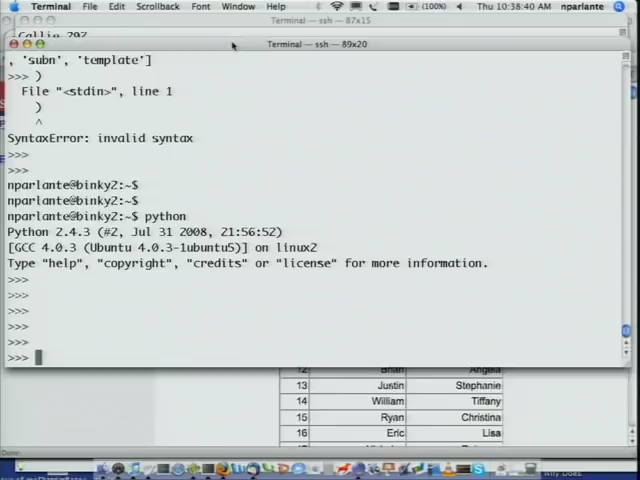 Terminal File Edit Scrollback Font Window Help (100%) Thu 10:38:40 AM nparlante
Terminal — ssh — 87x15
Callie 297
Terminal — ssh — 89x20
, 'subn', 'template']
>>> )
File "<stdin>", line 1
)
^
SyntaxError: invalid syntax
>>>
>>>
nparlante@binky2:~$
nparlante@binky2:~$
nparlante@binky2:~$ python
Python 2.4.3 (#2, Jul 31 2008, 21:56:52)
[GCC 4.0.3 (Ubuntu 4.0.3-1ubuntu5)] on linux2
Type "help", "copyright", "credits" or "license" for more information.
>>>
>>>
>>>
>>>
>>>
>>>
12 Brian Angela
13 Justin Stephanie
14 William Tiffany
15 Ryan Christina
16 Eric Lisa
Done